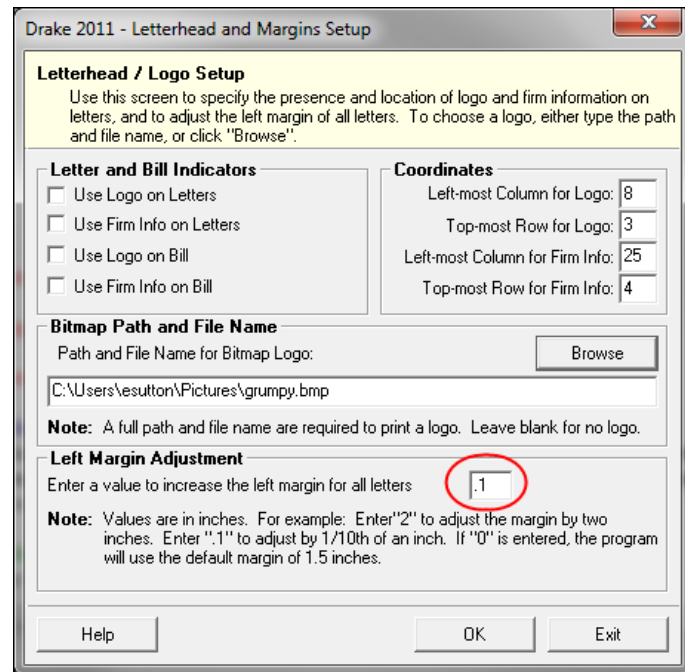 Drake 2011 - Letterhead and Margins Setup
Letterhead / Logo Setup
Use this screen to specify the presence and location of logo and firm information on
letters, and to adjust the left margin of all letters.  To choose a logo, either type the path
and file name, or click "Browse".
Letter and Bill Indicators
Use Logo on Letters
Use Firm Info on Letters
Use Logo on Bill
Use Firm Info on Bill
Coordinates
Left-most Column for Logo: 8
Top-most Row for Logo: 3
Left-most Column for Firm Info: 25
Top-most Row for Firm Info: 4
Bitmap Path and File Name
Path and File Name for Bitmap Logo:
Browse
C:\Users\esutton\Pictures\grumpy.bmp
Note:  A full path and file name are required to print a logo.  Leave blank for no logo.
Left Margin Adjustment
Enter a value to increase the left margin for all letters .1
Note:  Values are in inches.  For example:  Enter"2" to adjust the margin by two
inches.  Enter ".1" to adjust by 1/10th of an inch.  If "0" is entered, the program
will use the default margin of 1.5 inches.
Help OK Exit